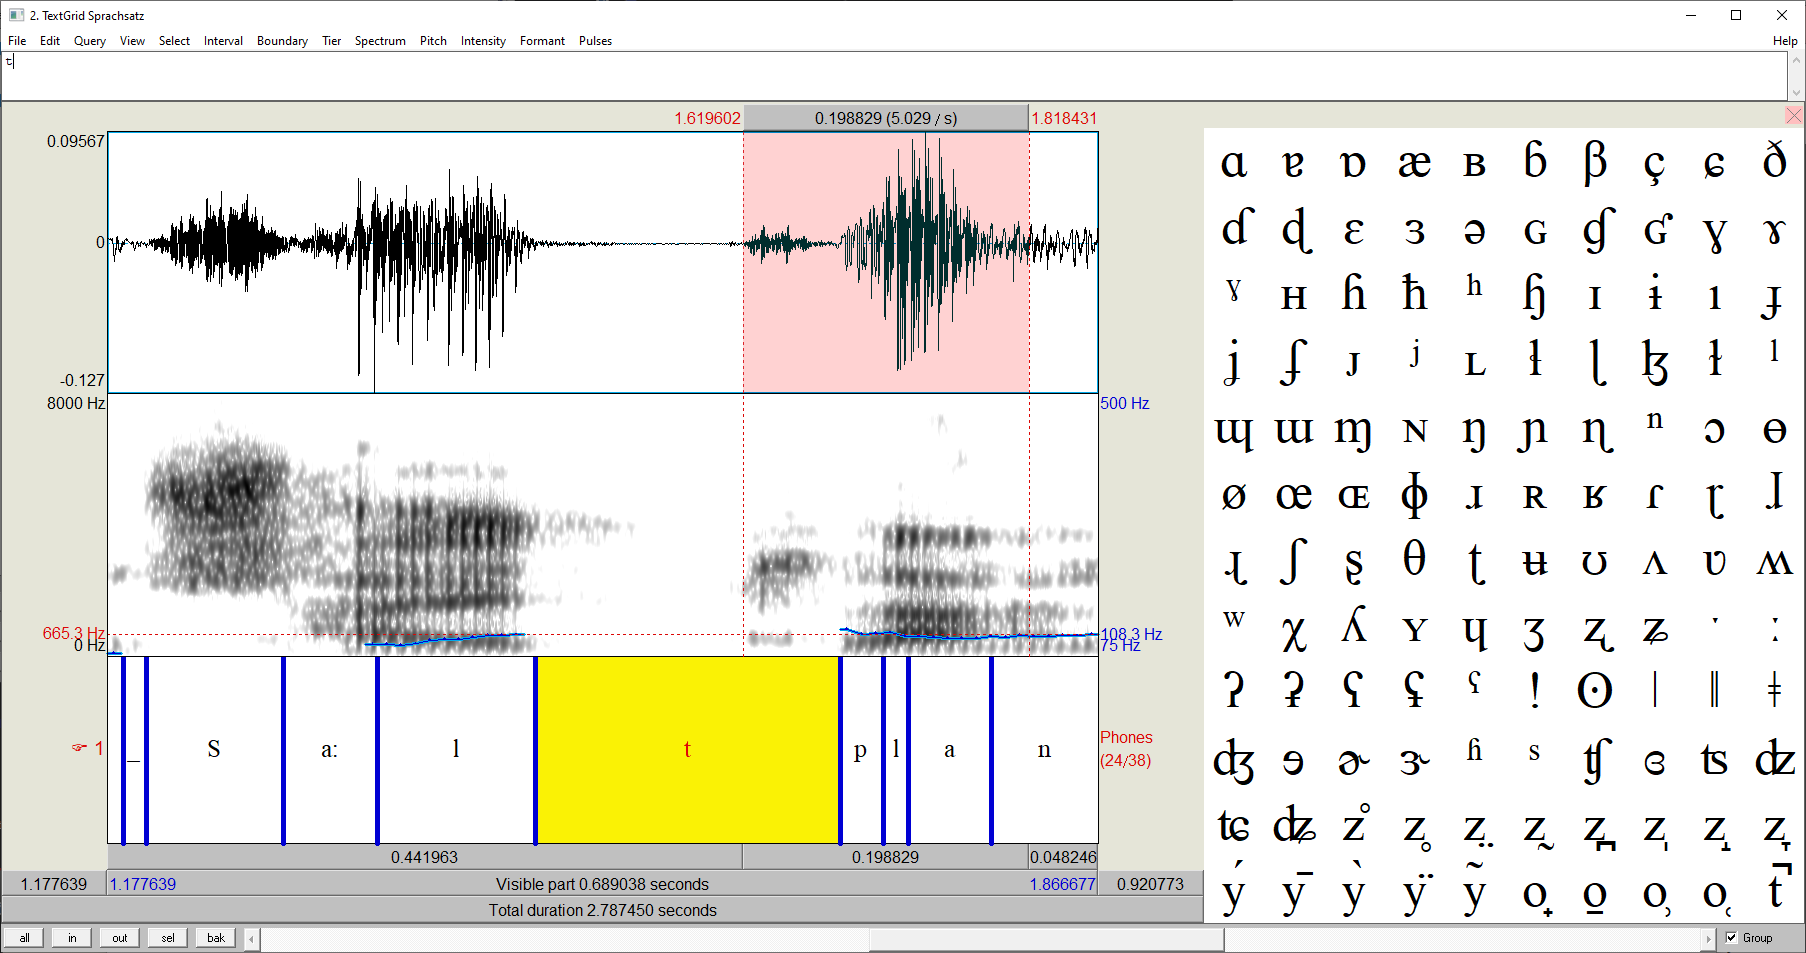 2. TextGrid Sprachsatz
File Edit Query View Select Interval Boundary Tier Spectrum Pitch Intensity Formant Pulses Help
t
1.619602 0.198829 (5.029 / s) 1.818431
0.09567
0
-0.127
8000 Hz 500 Hz
665.3 Hz 108.3 Hz
0 Hz 75 Hz
☞ 1 _ S a: l t p l a n Phones
(24/38)
0.441963 0.198829 0.048246
1.177639 1.177639 Visible part 0.689038 seconds 1.866677 0.920773
Total duration 2.787450 seconds
all in out sel bak Group
ɑ ɐ ɒ æ ʙ ɓ β ç ɕ ð
ɗ ɖ ɛ ɜ ə ɢ ɠ ʛ ɣ ɤ
ˠ ʜ ɦ ħ ʰ ɧ ɪ ɨ ı ɟ
ʝ ʄ ᴊ ʲ ʟ ɫ ɭ ɮ ɫ ˡ
ɰ ɯ ɱ ɴ ŋ ɲ ɳ ⁿ ɔ ɵ
ø œ ɶ ɸ ɹ ʀ ʁ ɾ ɽ ɺ
ɻ ʃ ʂ θ ʈ ʉ ʊ ʌ ʋ ʍ
ʷ χ ʎ ʏ ɥ ʒ ʐ ʑ ˑ ː
ʔ ʡ ʕ ʢ ˤ ! ʘ ǀ ǁ ǂ
ʤ ɘ ɚ ɝ ʱ ˢ ʧ ɞ ʦ ʣ
ʨ ʥ z̊ z̥ z̤ z̰ z̪ z̩ z̝ z̞
ý ȳ ỳ ÿ ỹ o̟ o̠ o̹ o̜ t̚